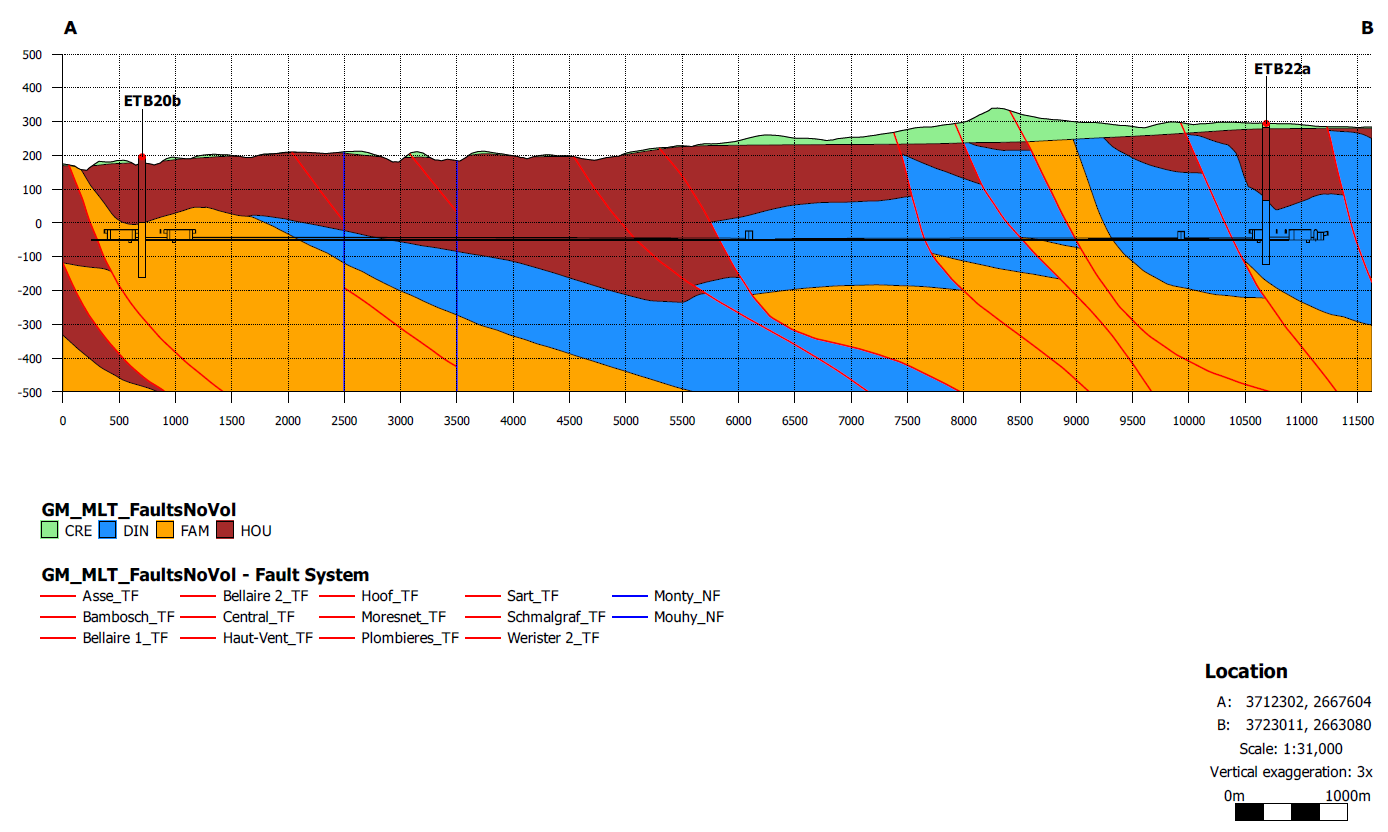 A B
ETB22a
ETB20b
500
400
300
200
100
0
-100
-200
-300
-400
-500
0 500 1000 1500 2000 2500 3000 3500 4000 4500 5000 5500 6000 6500 7000 7500 8000 8500 9000 9500 10000 10500 11000 11500
GM_MLT_FaultsNoVol
CRE DIN FAM HOU
GM_MLT_FaultsNoVol - Fault System
Asse_TF Bellaire 2_TF Hoof_TF Sart_TF Monty_NF
Bambosch_TF Central_TF Moresnet_TF Schmalgraf_TF Mouhy_NF
Bellaire 1_TF Haut-Vent_TF Plombieres_TF Werister 2_TF
Location
A: 3712302, 2667604
B: 3723011, 2663080
Scale: 1:31,000
Vertical exaggeration: 3x
0m 1000m